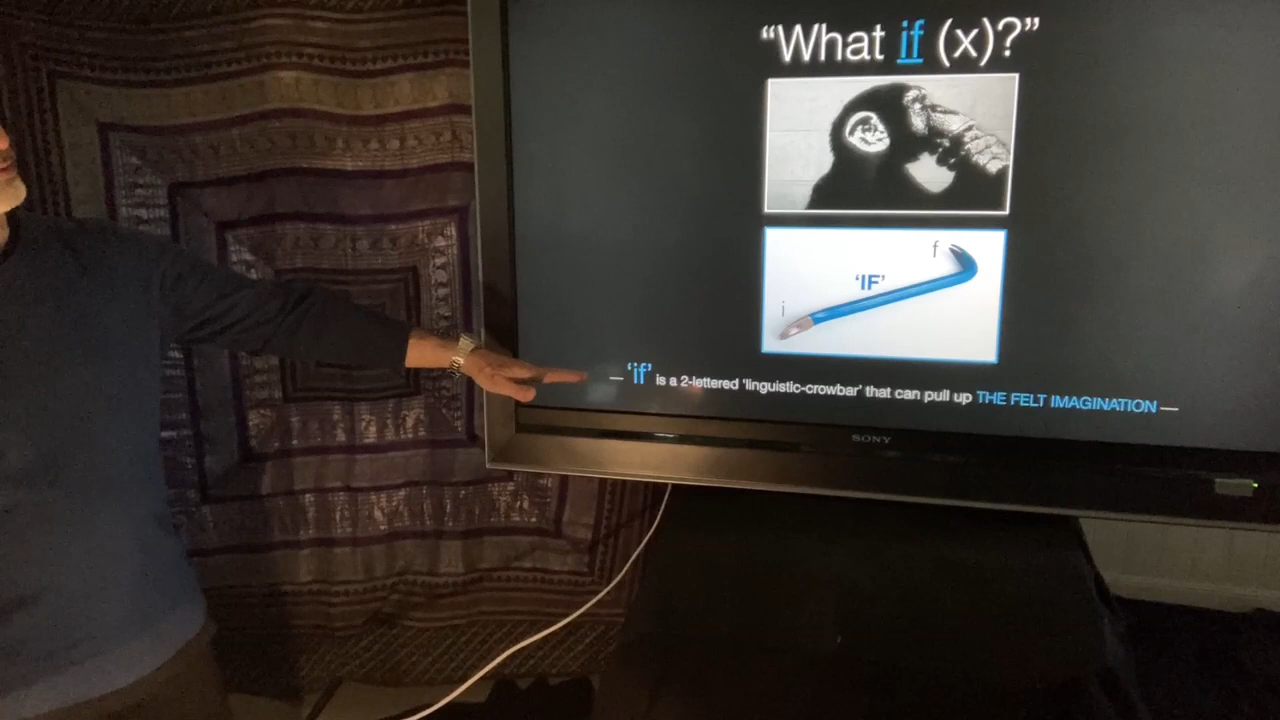 “What if (x)?”
f
‘IF’
i
— ‘if’ is a 2-lettered ‘linguistic-crowbar’ that can pull up THE FELT IMAGINATION —
SONY